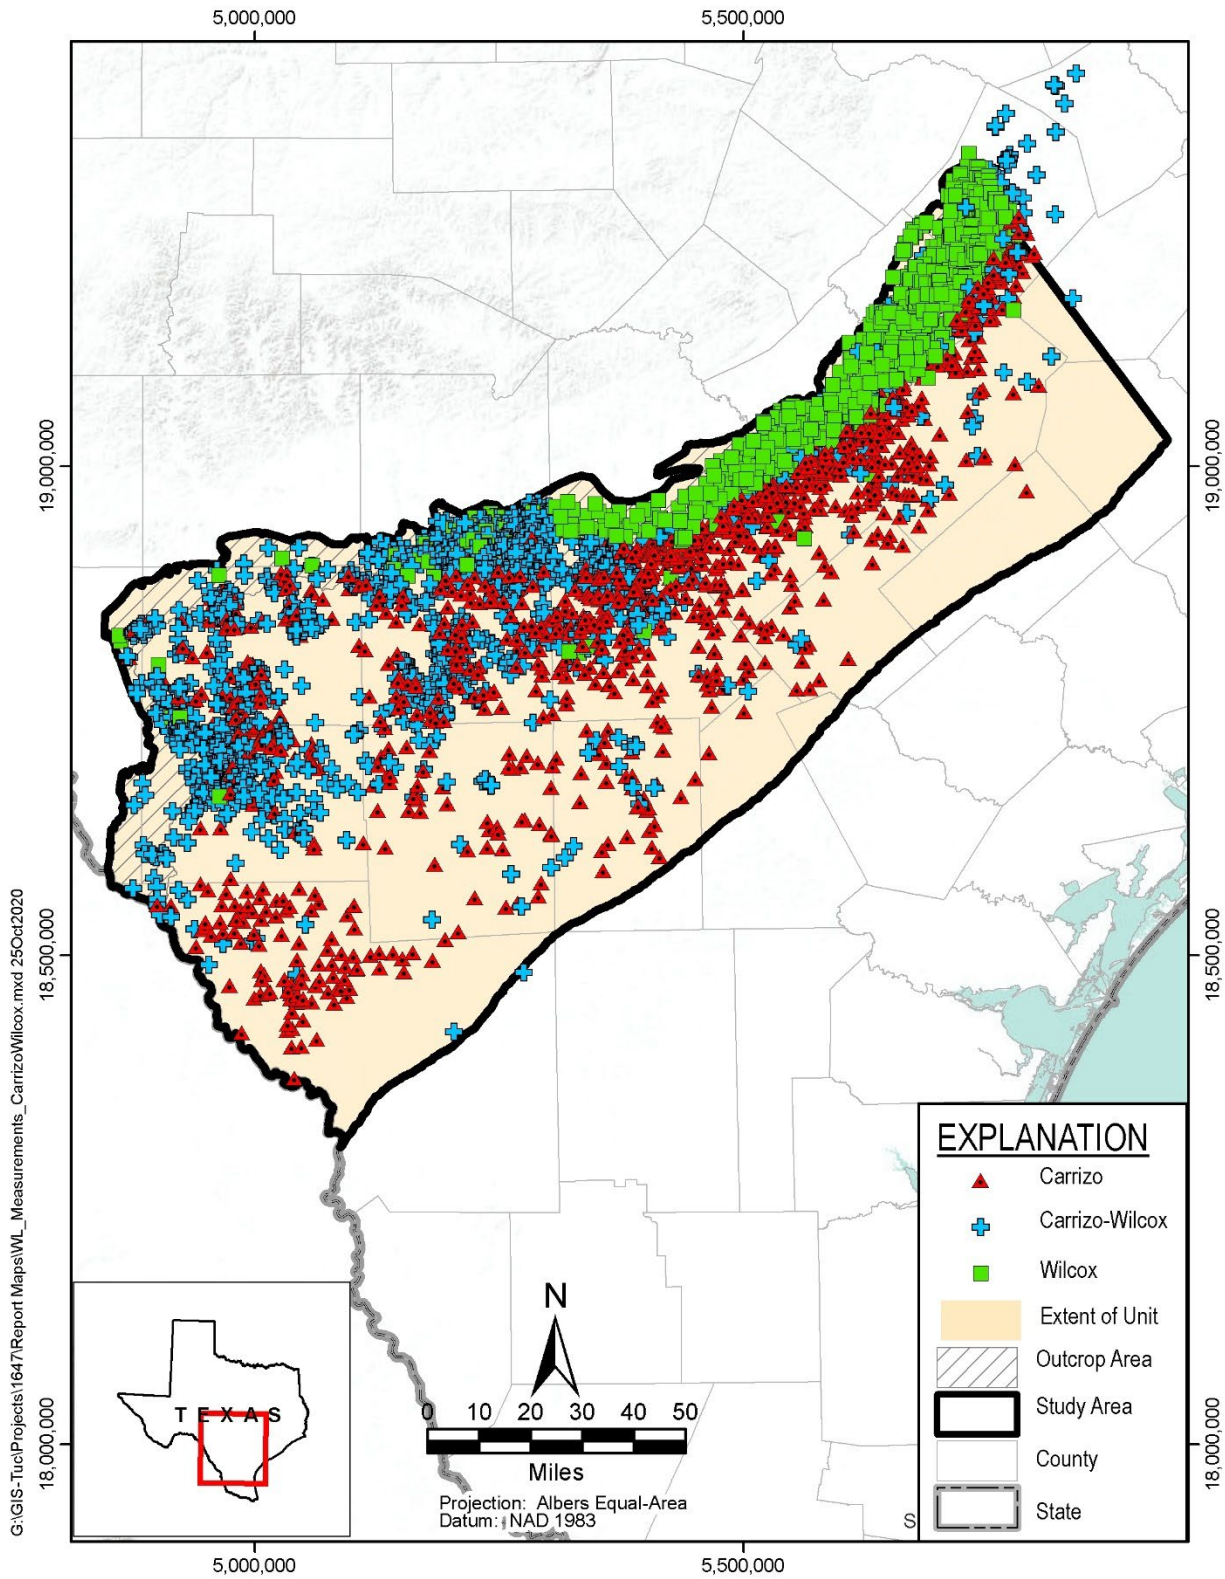 5,000,000
5,500,000
19,000,000
19,000,000
18,500,000
18,500,000
18,000,000
18,000,000
G:\GIS-Tuc\Projects\1647\Report Maps\WL_Measurements_CarrizoWilcox.mxd 25Oct2020
EXPLANATION
Carrizo
Carrizo-Wilcox
Wilcox
Extent of Unit
Outcrop Area
Study Area
County
State
TEXAS
N
0 10 20 30 40 50
Miles
Projection: Albers Equal-Area
Datum: NAD 1983
S
5,000,000
5,500,000